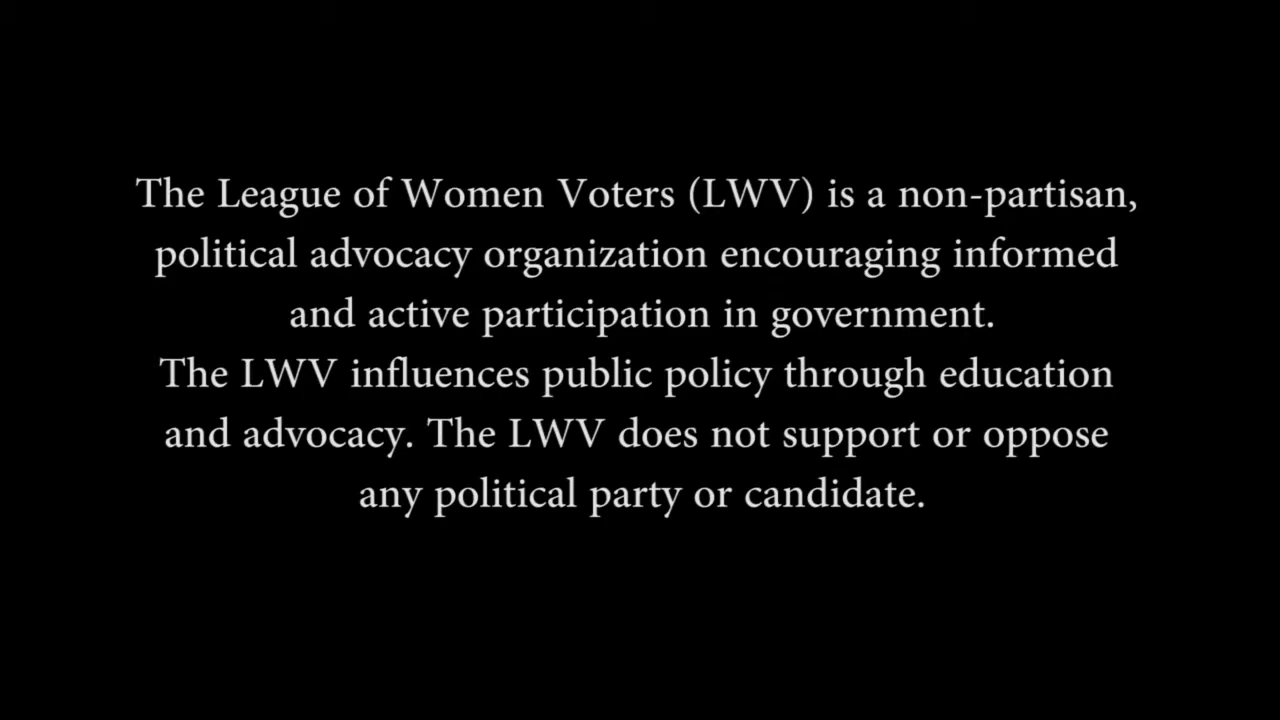 The League of Women Voters (LWV) is a non-partisan,
political advocacy organization encouraging informed
and active participation in government.
The LWV influences public policy through education
and advocacy. The LWV does not support or oppose
any political party or candidate.